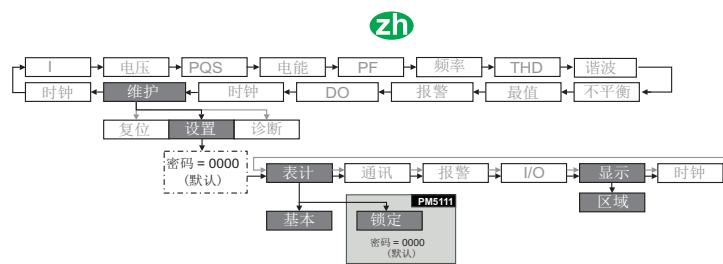 zh
I 电压 PQS 电能 PF 频率 THD 谐波
时钟 维护 时钟 DO 报警 最值 不平衡
复位 设置 诊断
密码 = 0000
(默认)
表计 通讯 报警 I/O 显示 时钟
基本 锁定 PM5111 区域
密码 = 0000
(默认)